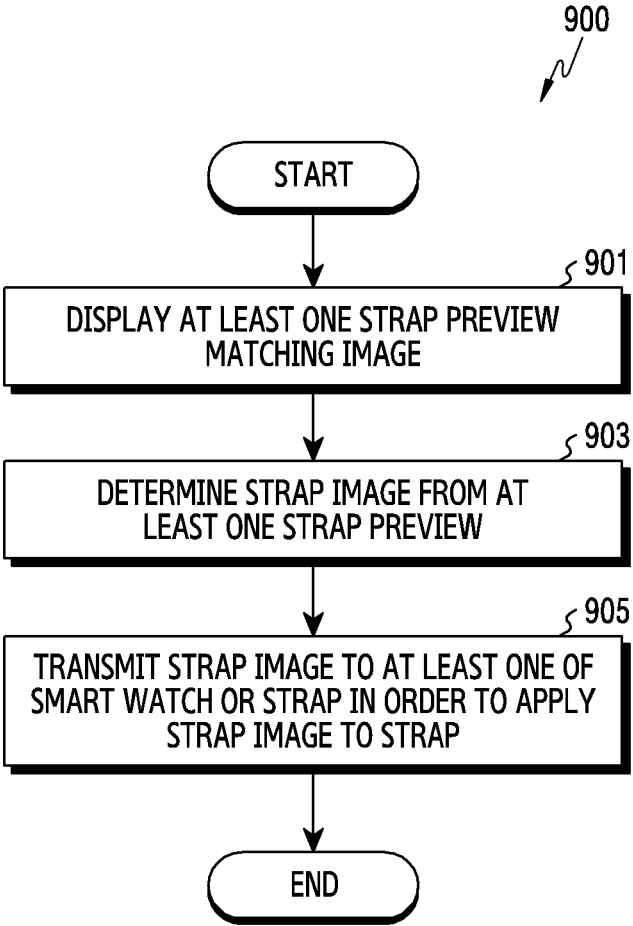 900
START
901
DISPLAY AT LEAST ONE STRAP PREVIEW
MATCHING IMAGE
903
DETERMINE STRAP IMAGE FROM AT
LEAST ONE STRAP PREVIEW
905
TRANSMIT STRAP IMAGE TO AT LEAST ONE OF
SMART WATCH OR STRAP IN ORDER TO APPLY
STRAP IMAGE TO STRAP
END